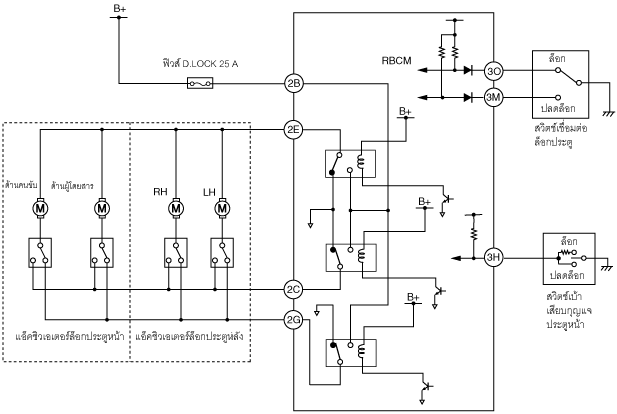 B+
ฟิวส์ D.LOCK 25 A
2B
RBCM
3O
3M
ล็อก
ปลดล็อก
สวิตช์เชื่อมต่อ
ล็อกประตู
B+
2E
ด้านคนขับ
ด้านผู้โดยสาร
RH
LH
M
M
M
M
B+
3H
ล็อก
ปลดล็อก
สวิตช์เบ้า
เสียบกุญแจ
ประตูหน้า
2C
B+
2G
แอ็คชิวเอเตอร์ล็อกประตูหน้า
แอ็คชิวเอเตอร์ล็อกประตูหลัง